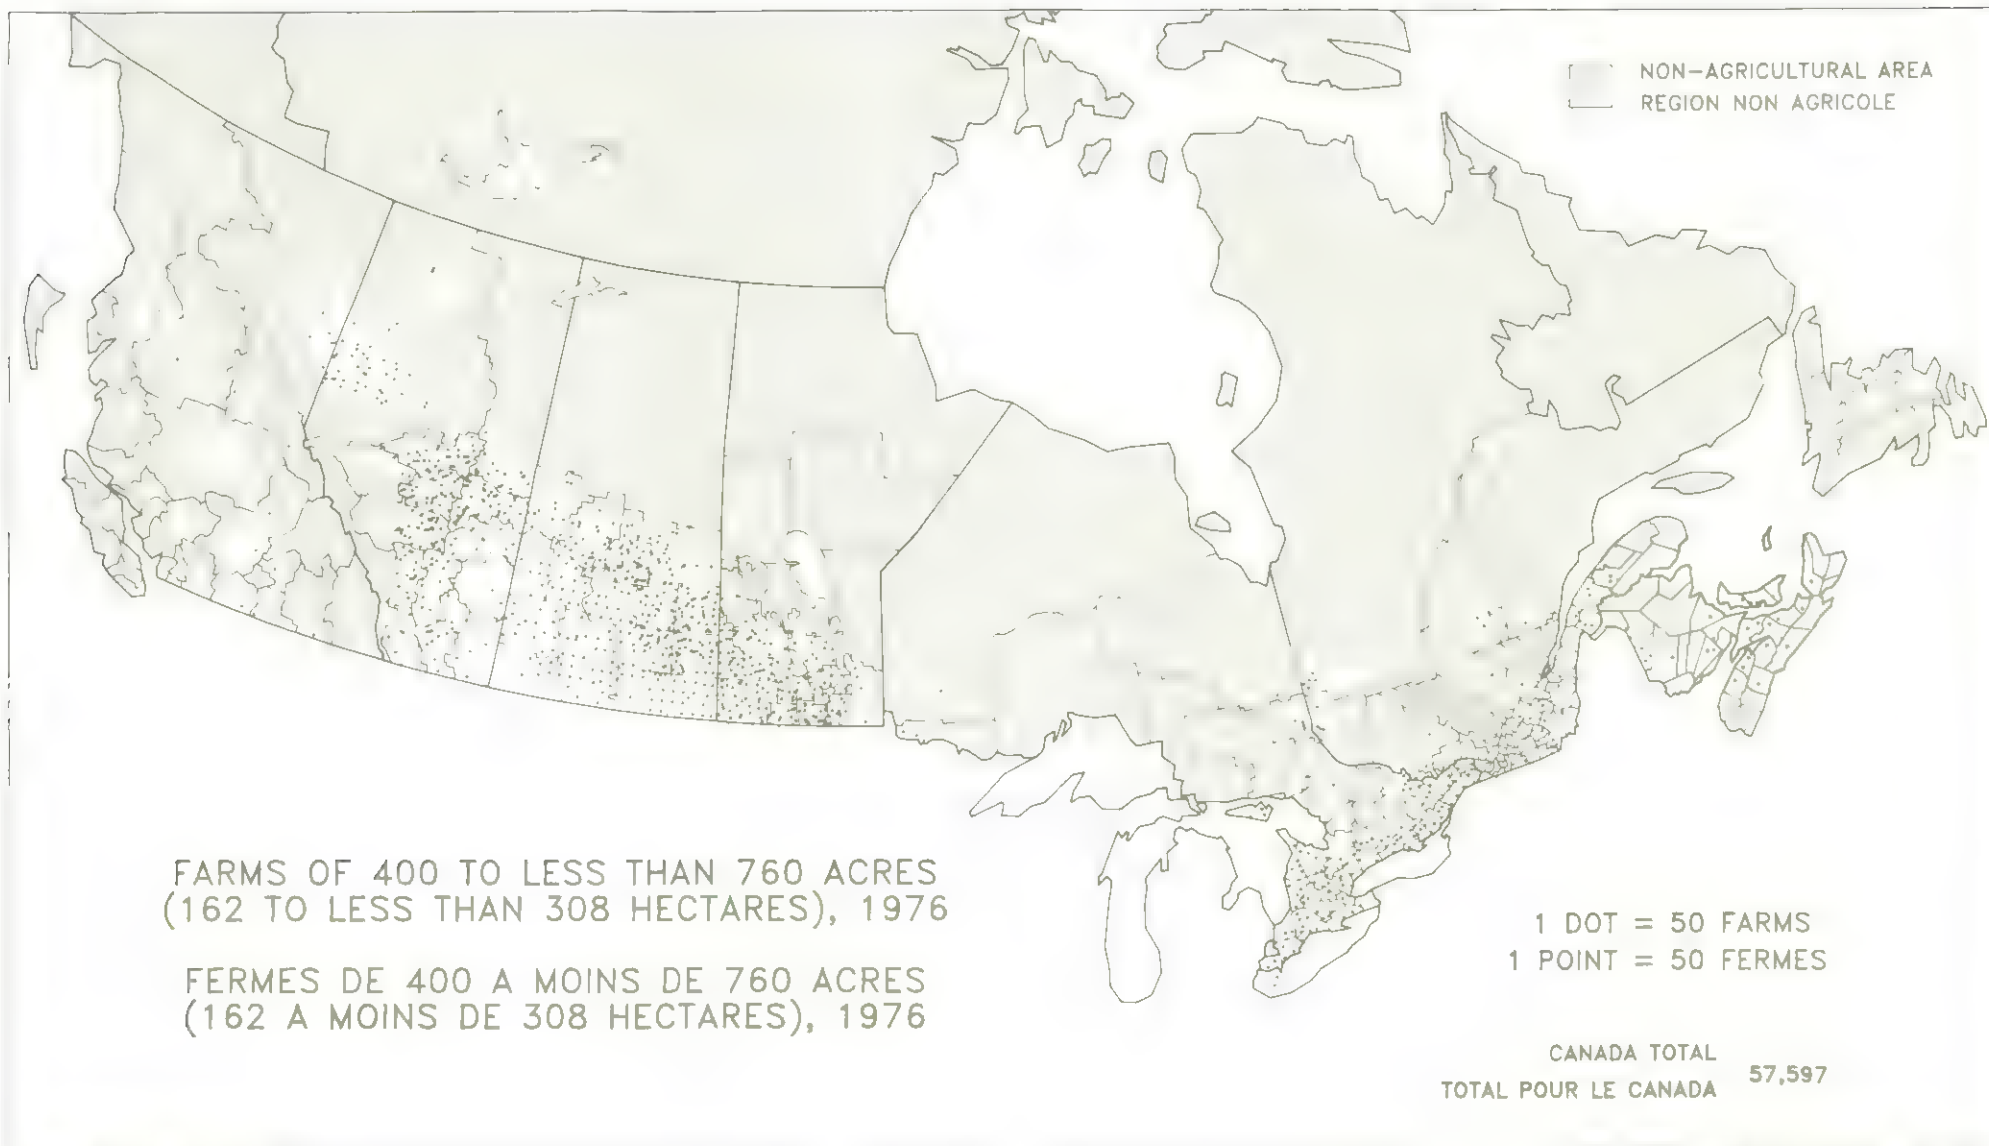 NON-AGRICULTURAL AREA
REGION NON AGRICOLE
FARMS OF 400 TO LESS THAN 760 ACRES
(162 TO LESS THAN 308 HECTARES), 1976
FERMES DE 400 A MOINS DE 760 ACRES
(162 A MOINS DE 308 HECTARES), 1976
1 DOT = 50 FARMS
1 POINT = 50 FERMES
CANADA TOTAL
TOTAL POUR LE CANADA 57,597